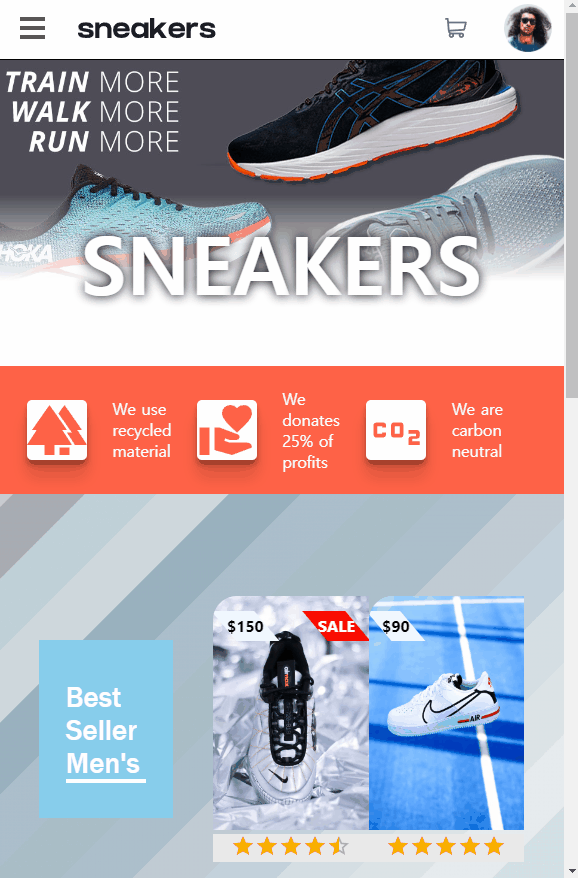 sneakers
TRAIN MORE
WALK MORE
RUN MORE
HOKA
SNEAKERS
We use
recycled
material
We
donates
25% of
profits
CO2
We are
carbon
neutral
$150
SALE
$90
AIR
Best
Seller
Men's